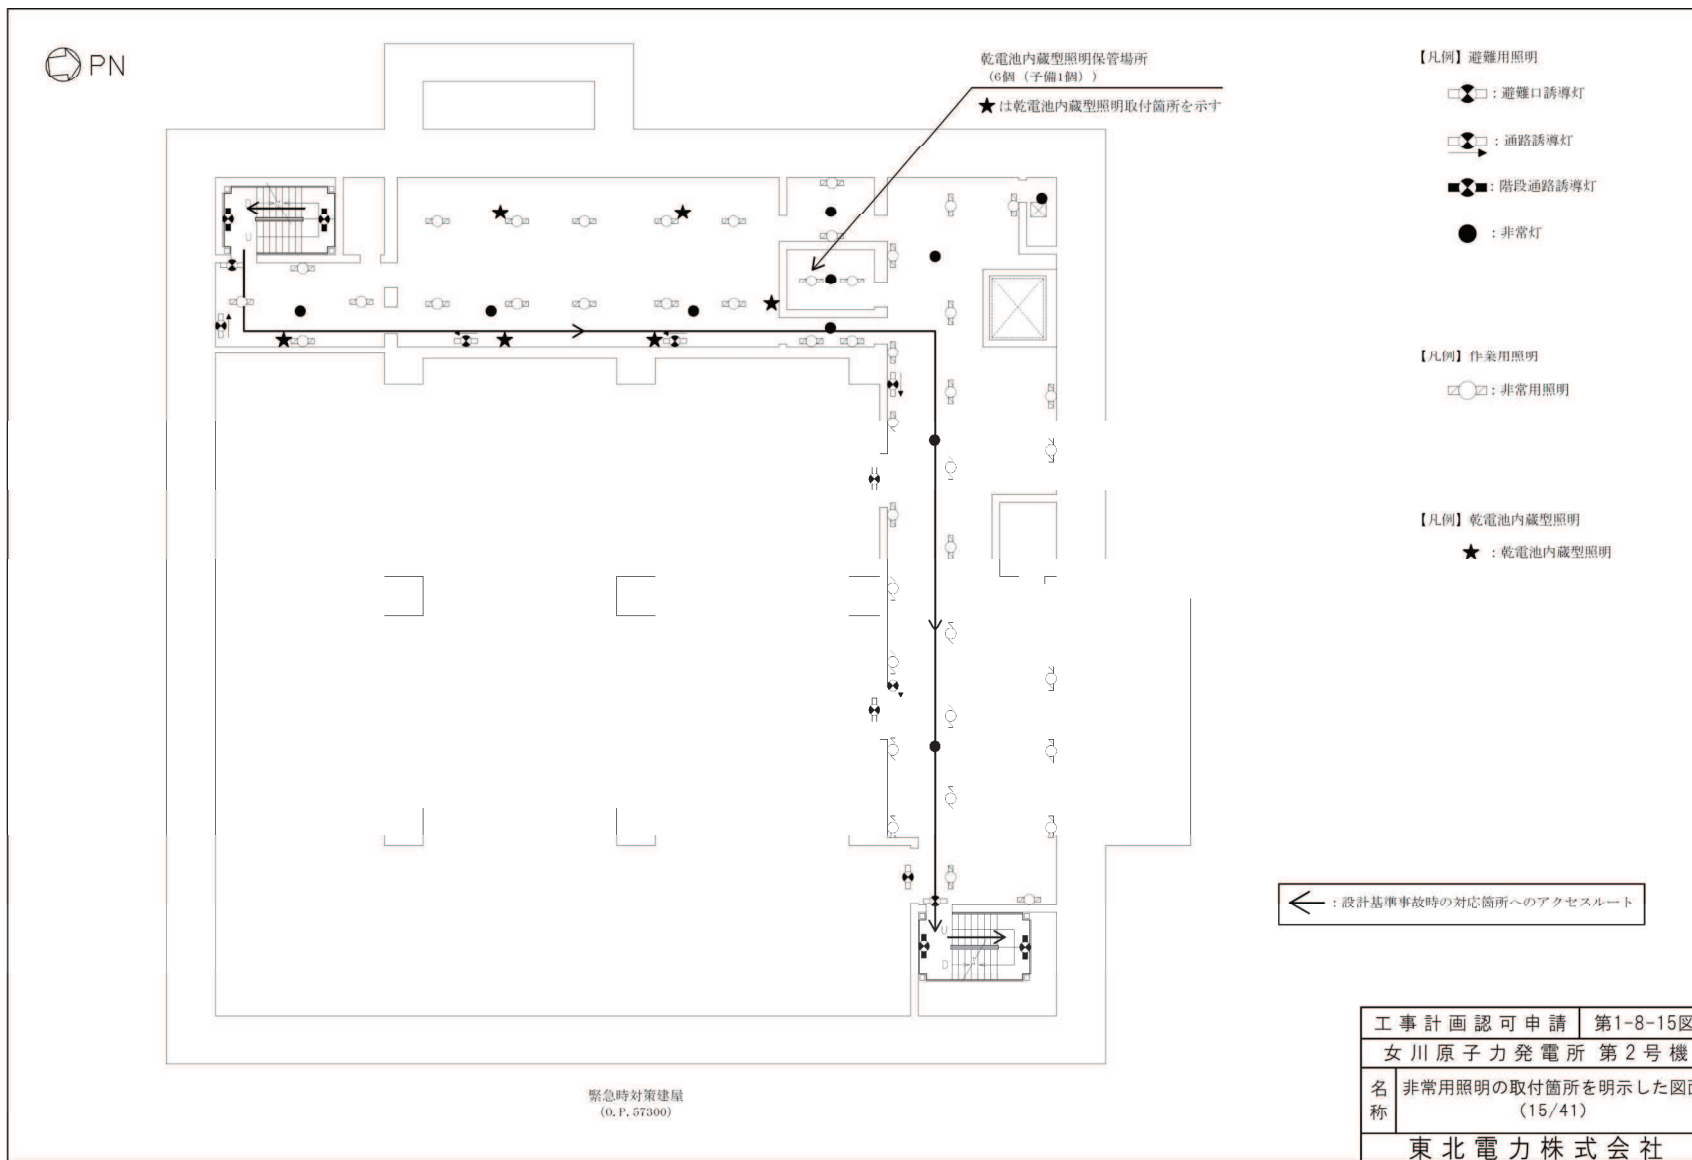 PN
乾電池内蔵型照明保管場所
(6個（予備1個）)
★は乾電池内蔵型照明取付箇所を示す
【凡例】避難用照明
：避難口誘導灯
：通路誘導灯
：階段通路誘導灯
：非常灯
【凡例】作業用照明
：非常用照明
【凡例】乾電池内蔵型照明
★：乾電池内蔵型照明
D
U
U
D
：設計基準事故時の対応箇所へのアクセスルート
緊急時対策建屋
(O.P.57300)
工事計画認可申請 第1-8-15図
女川原子力発電所 第2号機
名称 非常用照明の取付箇所を明示した図面
(15/41)
東北電力株式会社